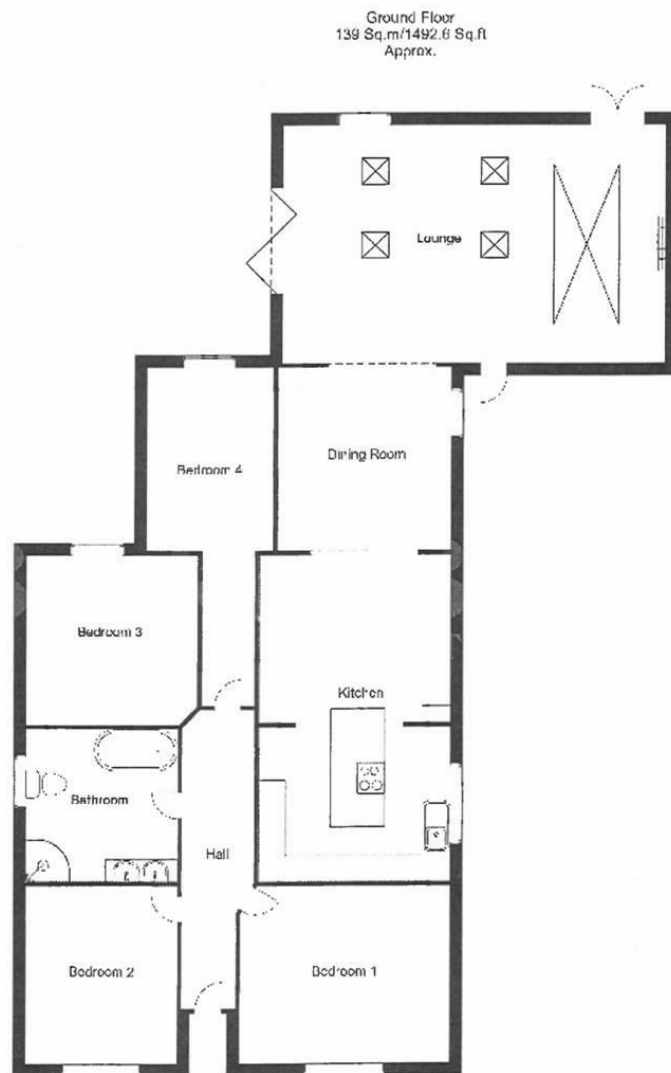 Ground Floor
139 Sq.m/1492.6 Sq.ft
Approx.
Lounge
Dining Room
Bedroom 4
Bedroom 3
Kitchen
Bathroom
Hall
Bedroom 2
Bedroom 1